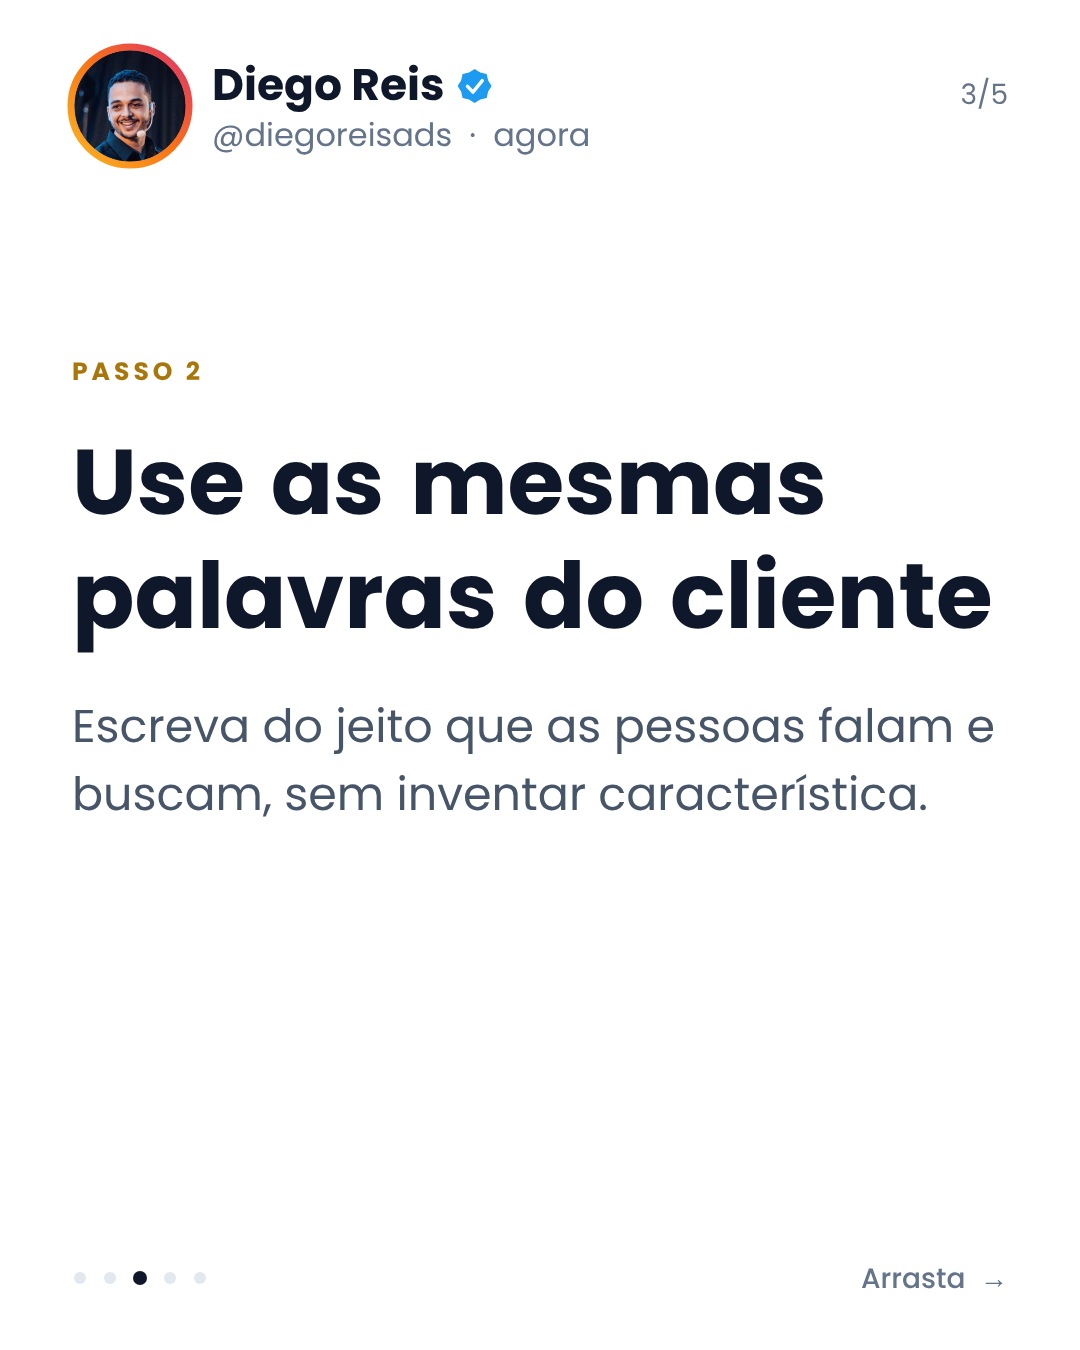 Diego Reis
@diegoreisads · agora
3/5
PASSO 2
Use as mesmas
palavras do cliente
Escreva do jeito que as pessoas falam e
buscam, sem inventar característica.
Arrasta →